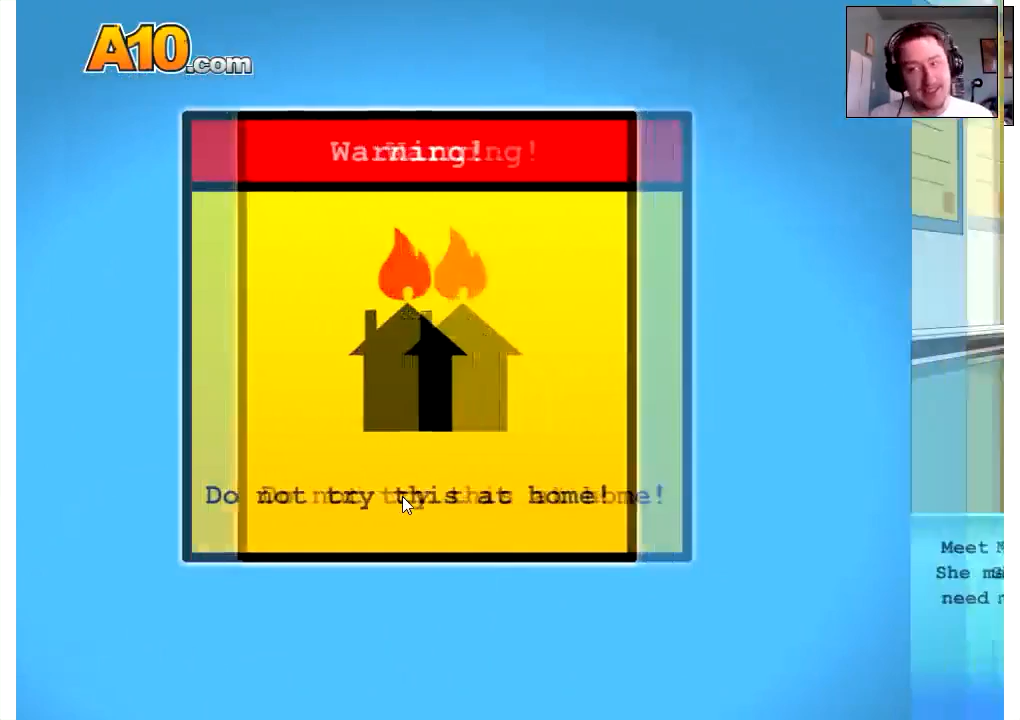 A10.com
Warning!
Do not try this at home!
Meet
She
need